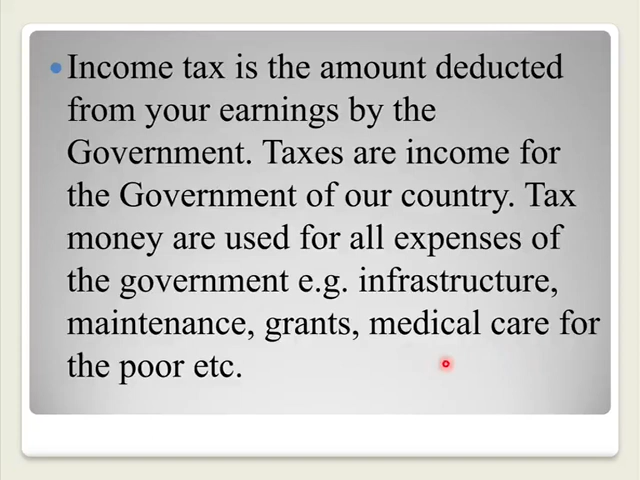 Income tax is the amount deducted
from your earnings by the
Government. Taxes are income for
the Government of our country. Tax
money are used for all expenses of
the government e.g. infrastructure,
maintenance, grants, medical care for
the poor etc.